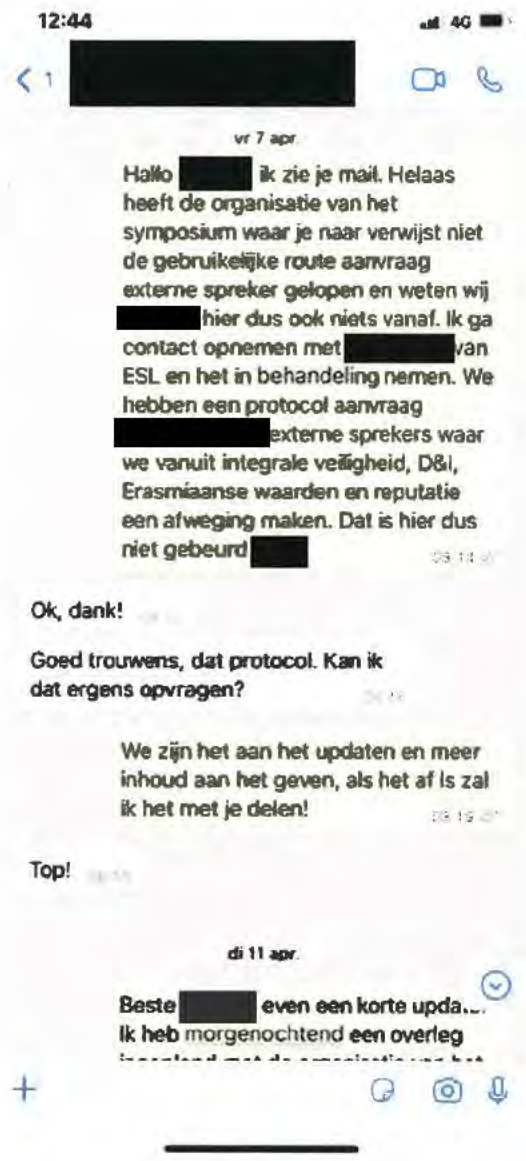 12:44
4G
1
vr 7 apr.
Hallo ik zie je mail. Helaas
heeft de organisatie van het
symposium waar je naar verwijst niet
de gebruikelijke route aanvraag
externe spreker gelopen en weten wij
hier dus ook niets vanaf. Ik ga
contact opnemen met van
ESL en het in behandeling nemen. We
hebben een protocol aanvraag
externe sprekers waar
we vanuit integrale veiligheid, D&I,
Erasmiaanse waarden en reputatie
een afweging maken. Dat is hier dus
niet gebeurd
Ok, dank!
Goed trouwens, dat protocol. Kan ik
dat ergens opvragen?
We zijn het aan het updaten en meer
inhoud aan het geven, als het af is zal
ik het met je delen!
Top!
di 11 apr.
Beste even een korte upda
Ik heb morgenochtend een overleg